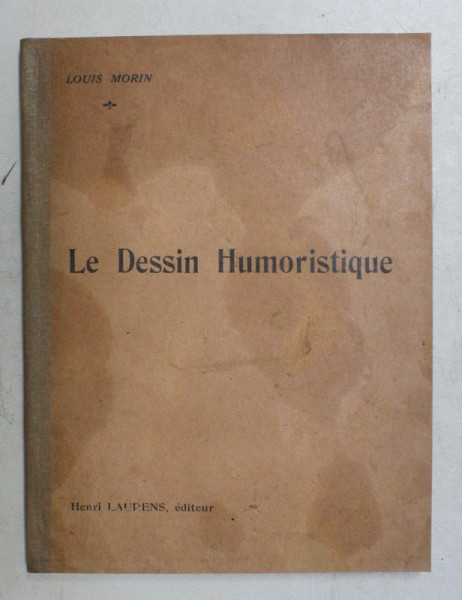 LOUIS MORIN
Le Dessin Humoristique
Henri LAURENS, éditeur